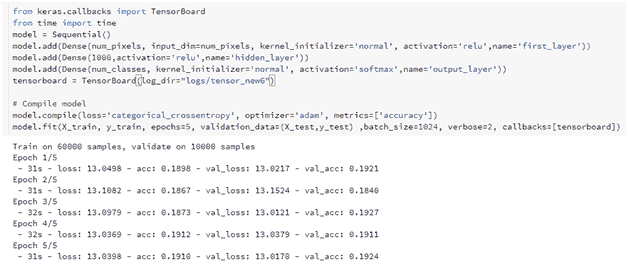 from keras.callbacks import TensorBoard
from time import time
model = Sequential()
model.add(Dense(num_pixels, input_dim=num_pixels, kernel_initializer='normal', activation='relu',name='first_layer'))
model.add(Dense(1000,activation='relu',name='hidden_layer'))
model.add(Dense(num_classes, kernel_initializer='normal', activation='softmax',name='output_layer'))
tensorboard = TensorBoard(log_dir="logs/tensor_new6")
# Compile model
model.compile(loss='categorical_crossentropy', optimizer='adam', metrics=['accuracy'])
model.fit(X_train, y_train, epochs=5, validation_data=(X_test,y_test) ,batch_size=1024, verbose=2, callbacks=[tensorboard])
Train on 60000 samples, validate on 10000 samples
Epoch 1/5
- 31s - loss: 13.0498 - acc: 0.1898 - val_loss: 13.0217 - val_acc: 0.1921
Epoch 2/5
- 31s - loss: 13.1082 - acc: 0.1867 - val_loss: 13.1524 - val_acc: 0.1840
Epoch 3/5
- 32s - loss: 13.0979 - acc: 0.1873 - val_loss: 13.0121 - val_acc: 0.1927
Epoch 4/5
- 32s - loss: 13.0369 - acc: 0.1912 - val_loss: 13.0379 - val_acc: 0.1911
Epoch 5/5
- 31s - loss: 13.0398 - acc: 0.1910 - val_loss: 13.0170 - val_acc: 0.1924